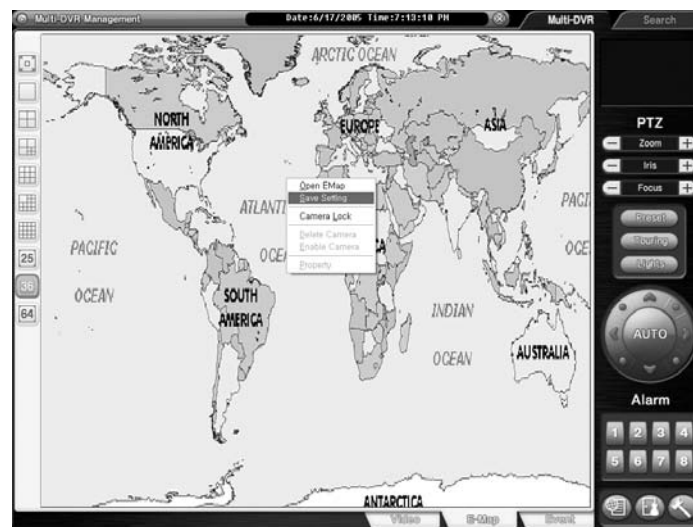 Multi-DVR Management
Date:6/17/2005 Time:7:13:10 PM
Multi-DVR
Search
ARCTIC OCEAN
NORTH
AMERICA
EUROPE
ASIA
Open EMap
Save Setting
Camera Lock
Delete Camera
Enable Camera
Property
ATLANTI
OCE
CA
PACIFIC
OCEAN
PACI
OCE
SOUTH
AMERICA
INDIAN
OCEAN
AUSTRALIA
ANTARCTICA
25
36
64
PTZ
Zoom
Iris
Focus
Preset
Touring
Lights
AUTO
Alarm
1 2 3 4
5 6 7 8
Video
E-Map
Event